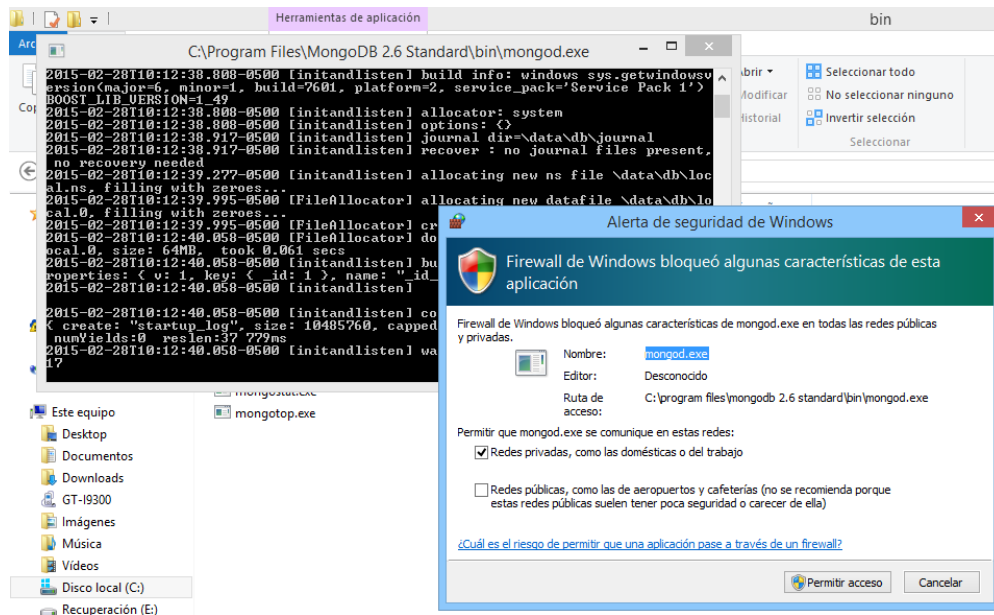 Herramientas de aplicación
bin
C:\Program Files\MongoDB 2.6 Standard\bin\mongod.exe
2015-02-28T10:12:38.808-0500 [initandlisten] build info: windows sys.getwindowsv
ersion(major=6, minor=1, build=7601, platform=2, service_pack='Service Pack 1')
BOOST_LIB_VERSION=1_49
2015-02-28T10:12:38.808-0500 [initandlisten] allocator: system
2015-02-28T10:12:38.808-0500 [initandlisten] options: {}
2015-02-28T10:12:38.917-0500 [initandlisten] journal dir=\data\db\journal
2015-02-28T10:12:38.917-0500 [initandlisten] recover : no journal files present,
no recovery needed
2015-02-28T10:12:39.277-0500 [initandlisten] allocating new ns file \data\db\loc
al.ns, filling with zeroes...
2015-02-28T10:12:39.995-0500 [FileAllocator] allocating new datafile \data\db\lo
cal.0, filling with zeroes...
2015-02-28T10:12:39.995-0500 [FileAllocator] cr
2015-02-28T10:12:40.058-0500 [FileAllocator] do
ocal.0, size: 64MB, took 0.061 secs
2015-02-28T10:12:40.058-0500 [initandlisten] bu
roperties: { v: 1, key: { _id: 1 }, name: "_id_
2015-02-28T10:12:40.058-0500 [initandlisten]
2015-02-28T10:12:40.058-0500 [initandlisten] co
{ create: "startup_log", size: 10485760, capped
numYields:0 reslen:37 779ms
2015-02-28T10:12:40.058-0500 [initandlisten] wa
17
Arc
Cop
Abrir
Modificar
Historial
Seleccionar todo
No seleccionar ninguno
Invertir selección
Seleccionar
mongostat.exe
mongotop.exe
Este equipo
Desktop
Documentos
Downloads
GT-I9300
Imágenes
Música
Vídeos
Disco local (C:)
Recuperación (E:)
Alerta de seguridad de Windows
Firewall de Windows bloqueó algunas características de esta
aplicación
Firewall de Windows bloqueó algunas características de mongod.exe en todas las redes públicas
y privadas.
Nombre: mongod.exe
Editor: Desconocido
Ruta de acceso: C:\program files\mongodb 2.6 standard\bin\mongod.exe
Permitir que mongod.exe se comunique en estas redes:
Redes privadas, como las domésticas o del trabajo
Redes públicas, como las de aeropuertos y cafeterías (no se recomienda porque
estas redes públicas suelen tener poca seguridad o carecer de ella)
¿Cuál es el riesgo de permitir que una aplicación pase a través de un firewall?
Permitir acceso
Cancelar